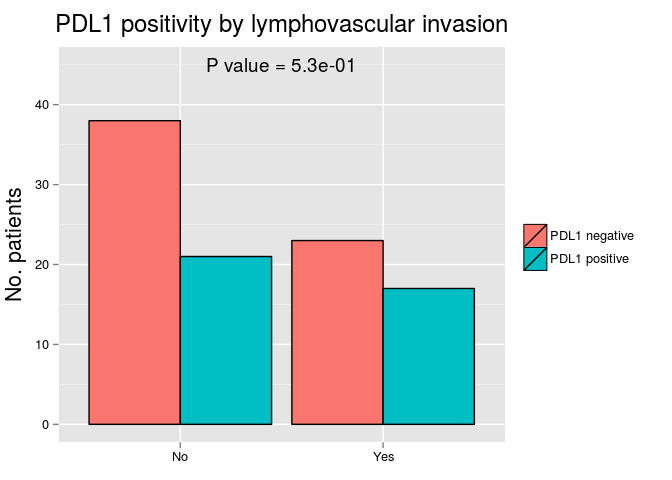 PDL1 positivity by lymphovascular invasion
P value = 5.3e-01
No. patients
40
30
20
10
0
No Yes
PDL1 negative
PDL1 positive